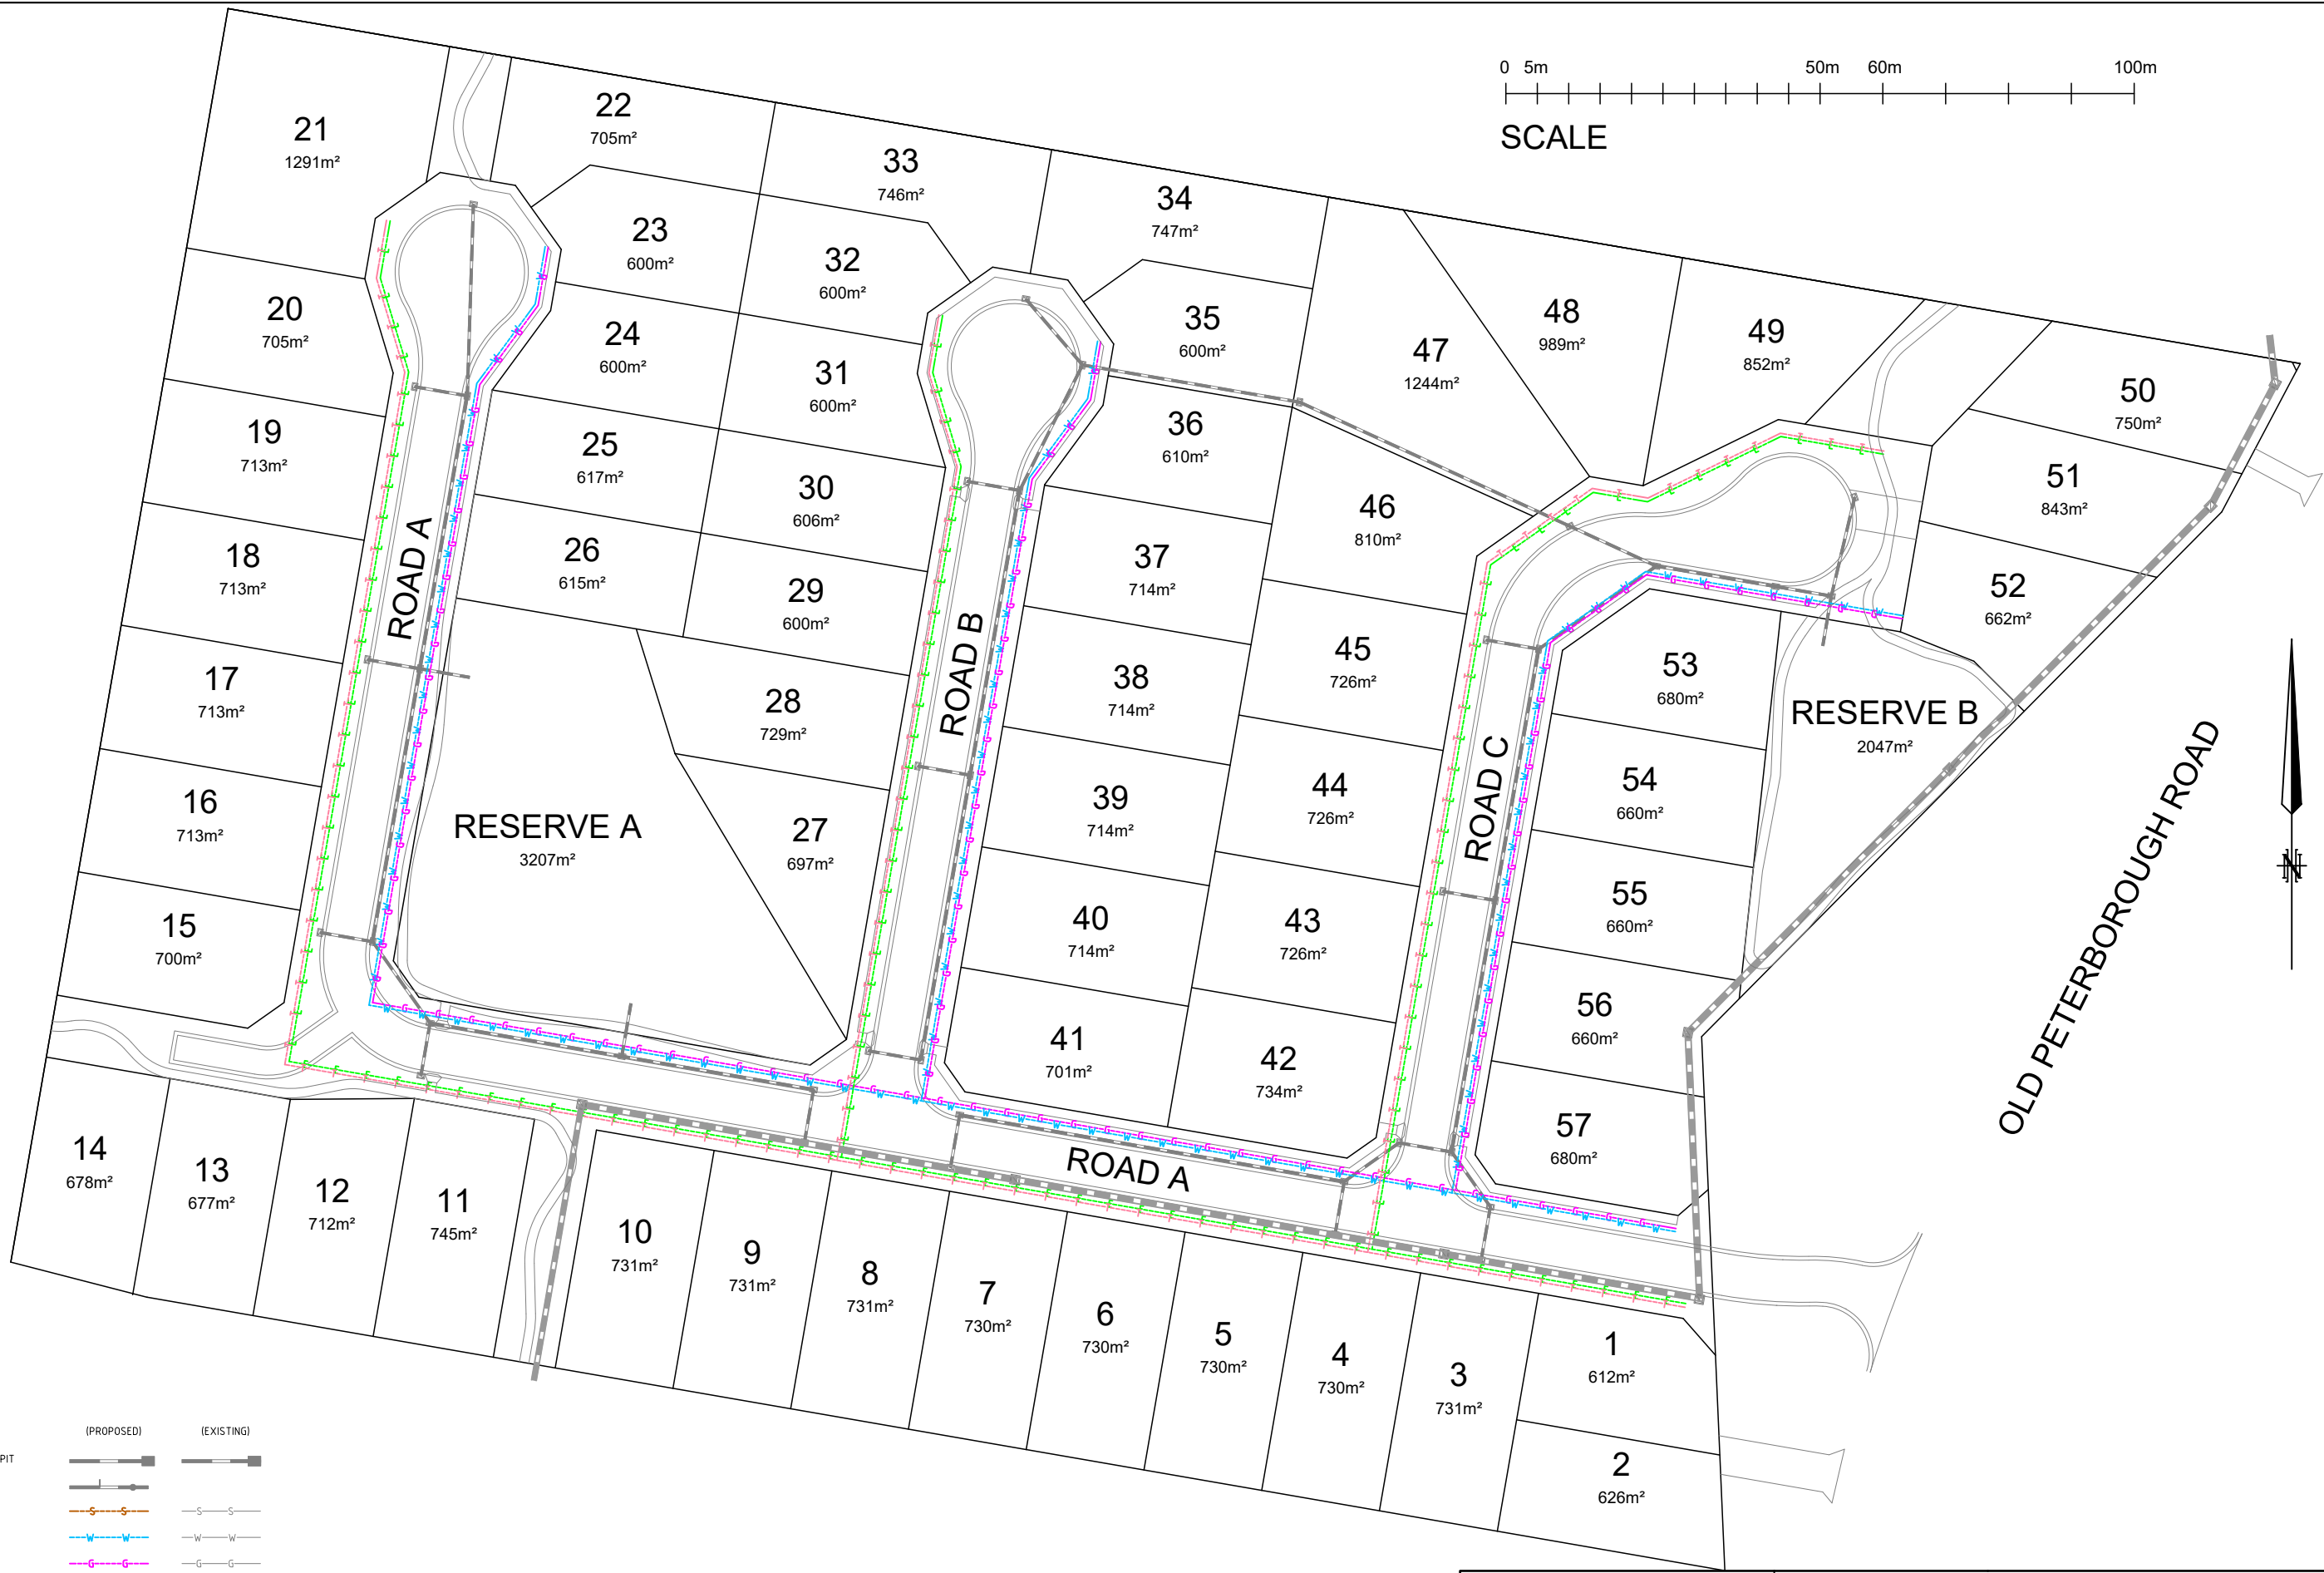 0 5m 50m 60m 100m
SCALE
21
1291m²
22
705m²
33
746m²
34
747m²
23
600m²
32
600m²
35
600m²
47
1244m²
48
989m²
49
852m²
50
750m²
20
705m²
24
600m²
31
600m²
36
610m²
51
843m²
19
713m²
25
617m²
30
606m²
46
810m²
52
662m²
18
713m²
ROAD A
26
615m²
29
600m²
ROAD B
37
714m²
45
726m²
53
680m²
RESERVE B
2047m²
17
713m²
28
729m²
38
714m²
ROAD C
44
726m²
54
660m²
OLD PETERBOROUGH ROAD
N
16
713m²
RESERVE A
3207m²
27
697m²
39
714m²
43
726m²
55
660m²
15
700m²
40
714m²
56
660m²
41
701m²
42
734m²
57
680m²
ROAD A
14
678m²
13
677m²
12
712m²
11
745m²
10
731m²
9
731m²
8
731m²
7
730m²
6
730m²
5
730m²
4
730m²
3
731m²
1
612m²
2
626m²
(PROPOSED) (EXISTING)
PIT
S S S S
W W W W
G G G G